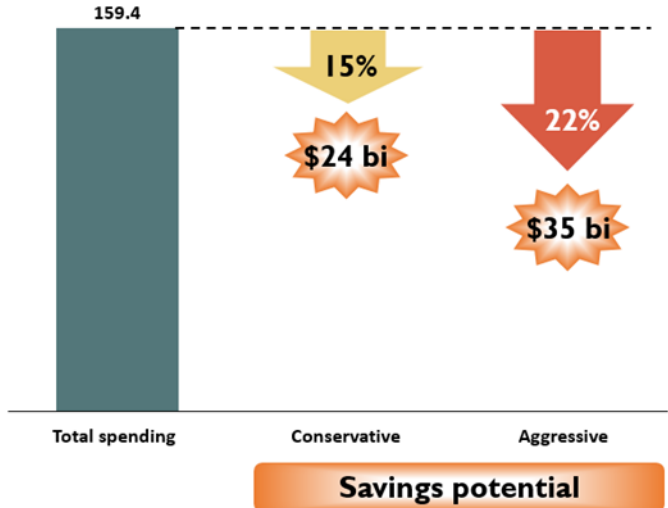 159.4
15%
22%
$24 bi
$35 bi
Total spending
Conservative
Aggressive
Savings potential